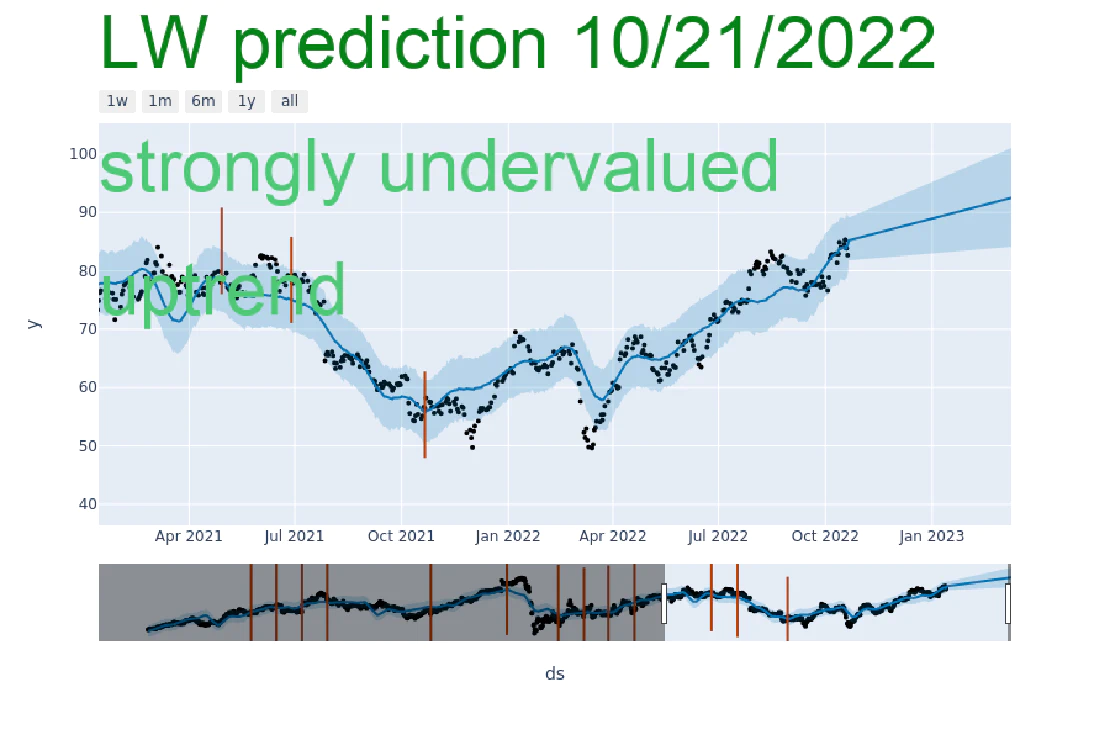 LW prediction 10/21/2022
1w 1m 6m 1y all
strongly undervalued
uptrend
100
90
80
70
60
50
40
y
Apr 2021 Jul 2021 Oct 2021 Jan 2022 Apr 2022 Jul 2022 Oct 2022 Jan 2023
ds